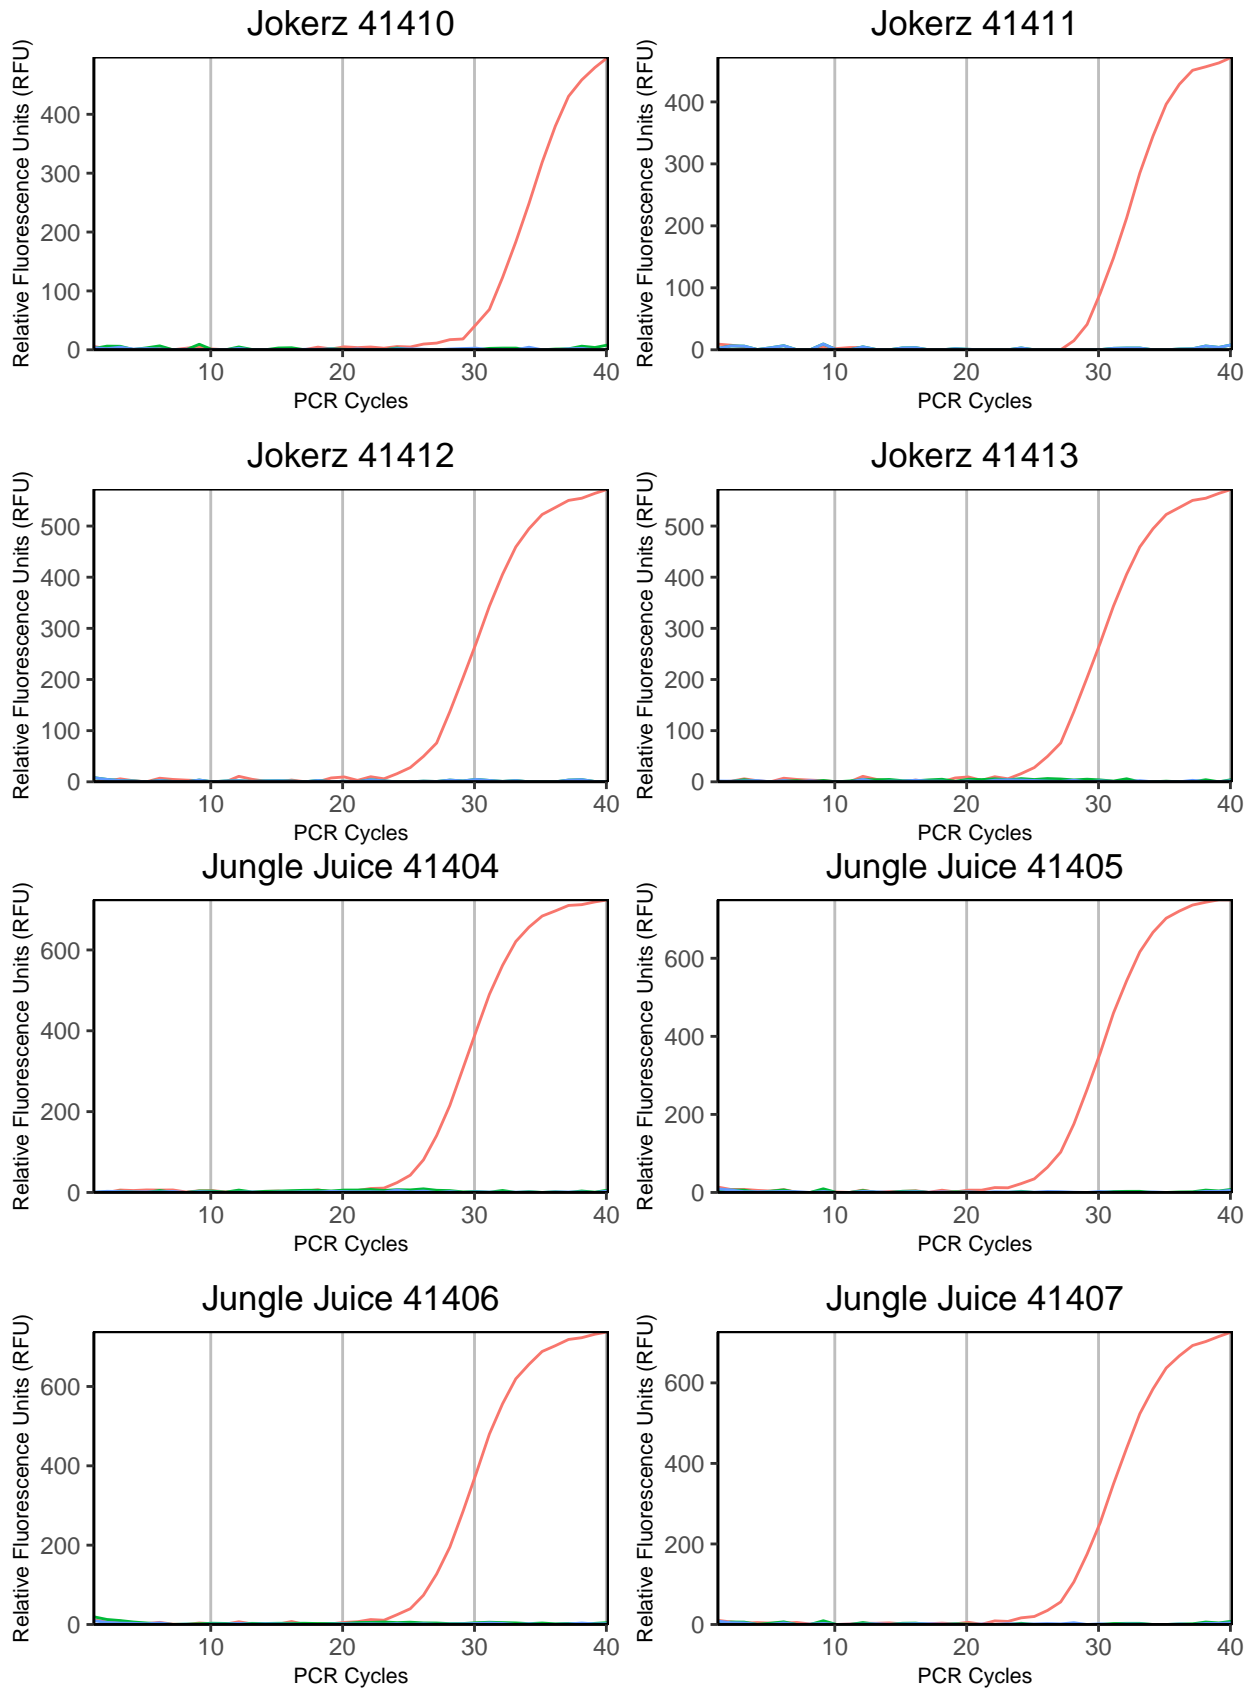 Jokerz 41410
Relative Fluorescence Units (RFU)
400
300
200
100
0
10 20 30 40
PCR Cycles
Jokerz 41411
Relative Fluorescence Units (RFU)
400
300
200
100
0
10 20 30 40
PCR Cycles
Jokerz 41412
Relative Fluorescence Units (RFU)
500
400
300
200
100
0
10 20 30 40
PCR Cycles
Jokerz 41413
Relative Fluorescence Units (RFU)
500
400
300
200
100
0
10 20 30 40
PCR Cycles
Jungle Juice 41404
Relative Fluorescence Units (RFU)
600
400
200
0
10 20 30 40
PCR Cycles
Jungle Juice 41405
Relative Fluorescence Units (RFU)
600
400
200
0
10 20 30 40
PCR Cycles
Jungle Juice 41406
Relative Fluorescence Units (RFU)
600
400
200
0
10 20 30 40
PCR Cycles
Jungle Juice 41407
Relative Fluorescence Units (RFU)
600
400
200
0
10 20 30 40
PCR Cycles